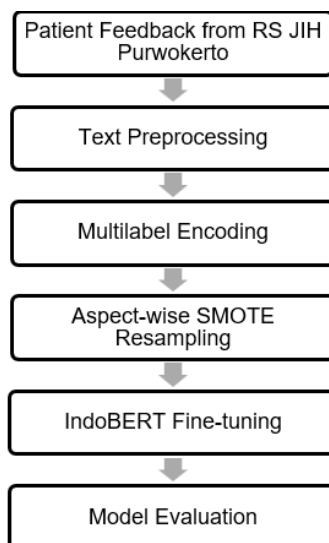 Patient Feedback from RS JIH
Purwokerto
Text Preprocessing
Multilabel Encoding
Aspect-wise SMOTE
Resampling
IndoBERT Fine-tuning
Model Evaluation